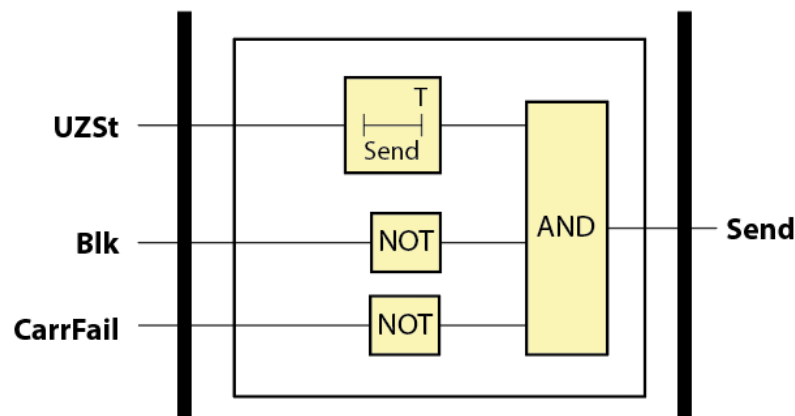 T
UZSt
Send
Blk
NOT
AND
Send
CarrFail
NOT